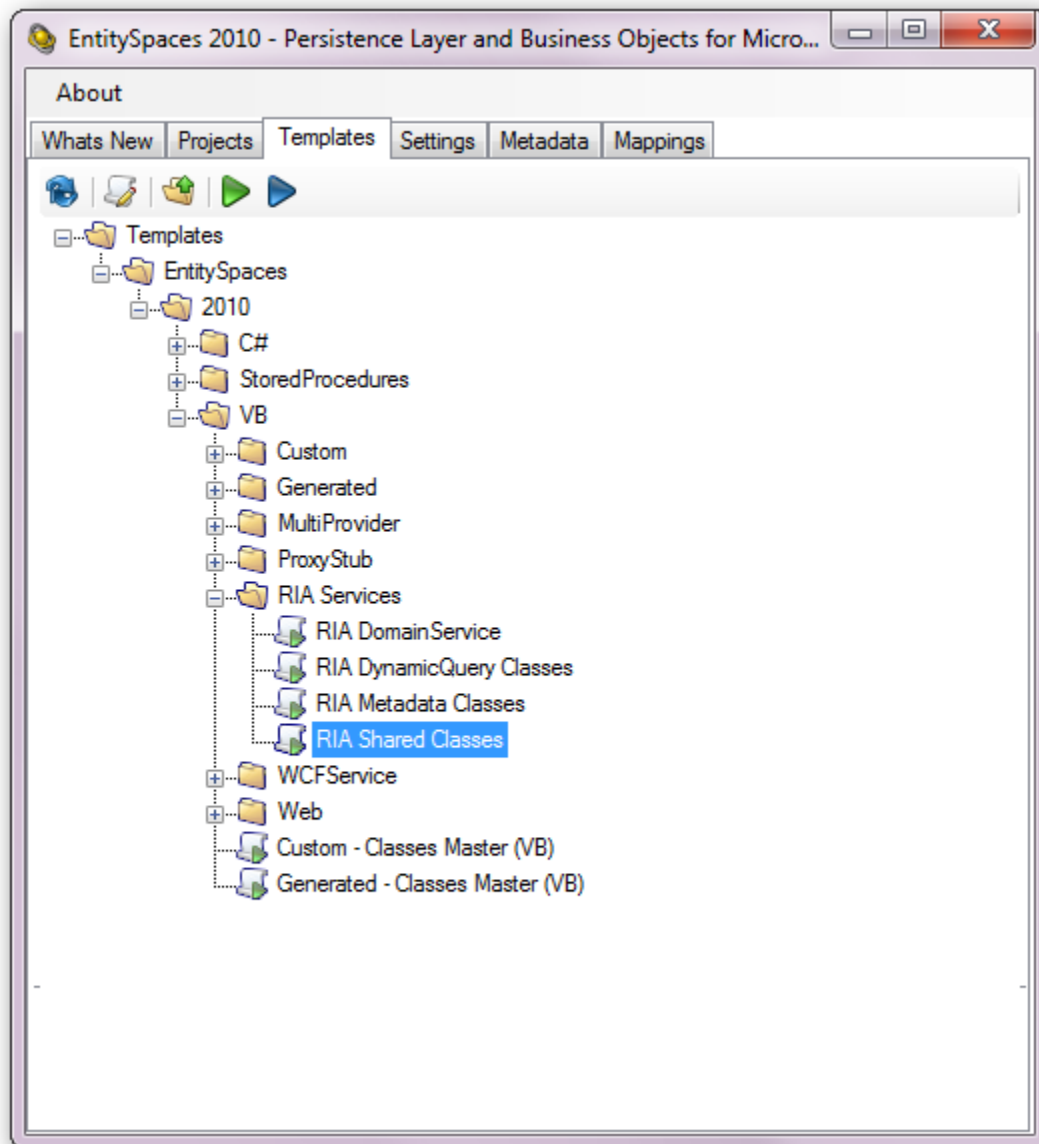 EntitySpaces 2010 - Persistence Layer and Business Objects for Micro...
About
Whats New Projects Templates Settings Metadata Mappings
Templates
EntitySpaces
2010
C#
StoredProcedures
VB
Custom
Generated
MultiProvider
ProxyStub
RIA Services
RIA DomainService
RIA DynamicQuery Classes
RIA Metadata Classes
RIA Shared Classes
WCFService
Web
Custom - Classes Master (VB)
Generated - Classes Master (VB)